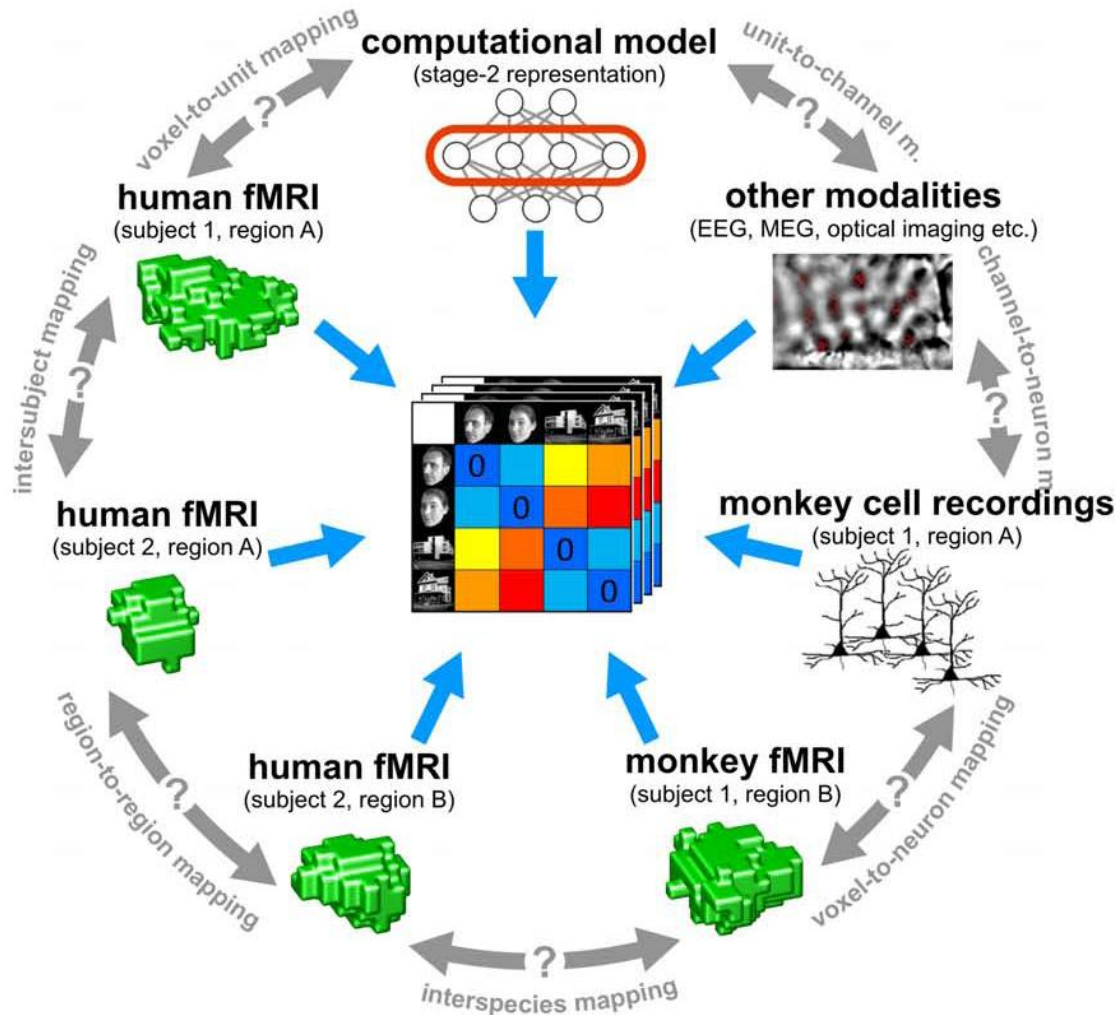 computational model
(stage-2 representation)
voxel-to-unit mapping
?
unit-to-channel m.
?
human fMRI
(subject 1, region A)
other modalities
(EEG, MEG, optical imaging etc.)
intersubject mapping
?
channel-to-neuron m.
?
0
0
0
0
human fMRI
(subject 2, region A)
monkey cell recordings
(subject 1, region A)
region-to-region mapping
?
human fMRI
(subject 2, region B)
monkey fMRI
(subject 1, region B)
voxel-to-neuron mapping
?
?
interspecies mapping